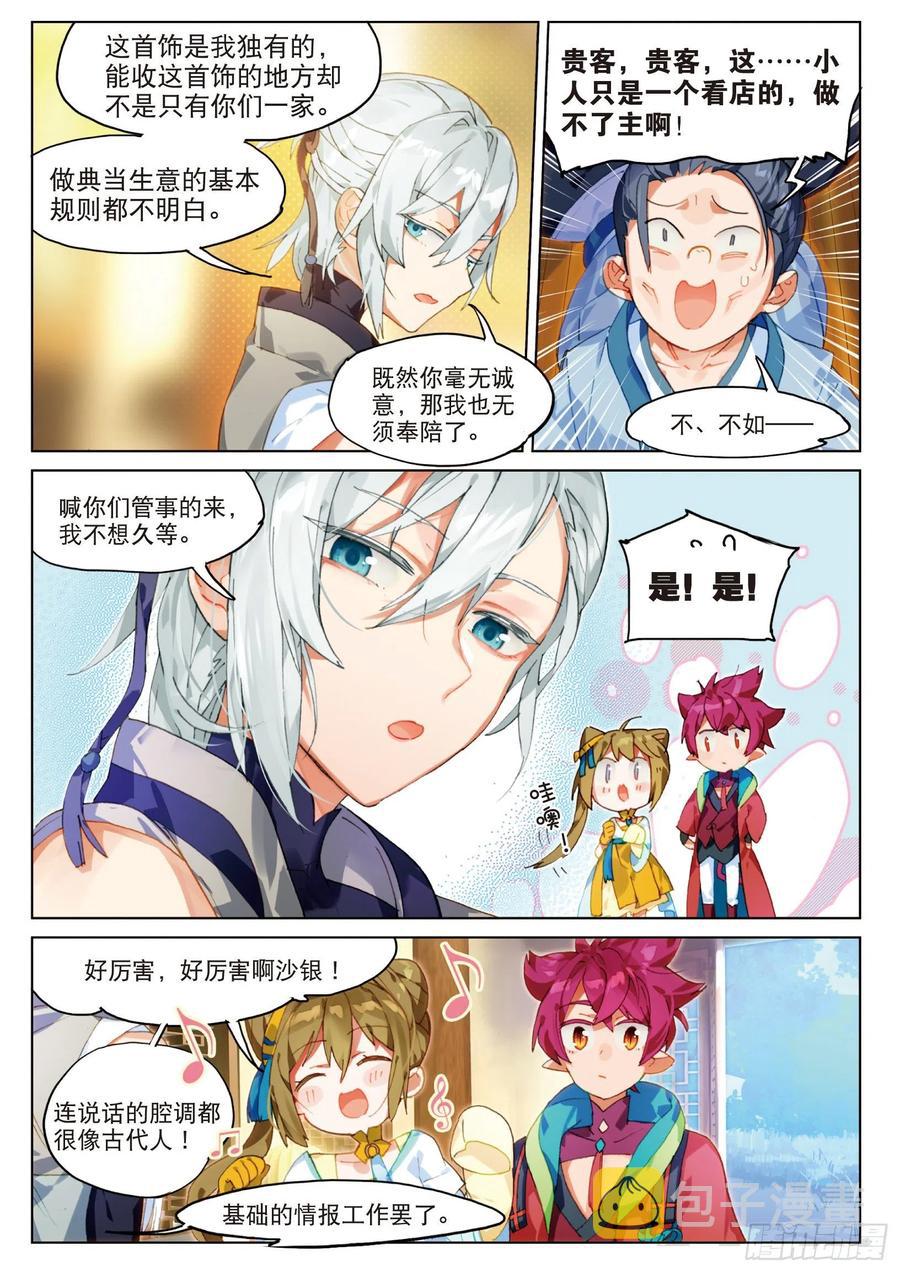 这首饰是我独有的，
能收这首饰的地方却
不是只有你们一家。
做典当生意的基本
规则都不明白。
既然你毫无诚
意，那我也无
须奉陪了。
贵客，贵客，这……小
人只是一个看店的，做
不了主啊！
不、不如——
喊你们管事的来，
我不想久等。
是！是！
哇噢！
好厉害，好厉害啊沙银！
连说话的腔调都
很像古代人！
基础的情报工作罢了。
包子漫畫
腾讯动漫